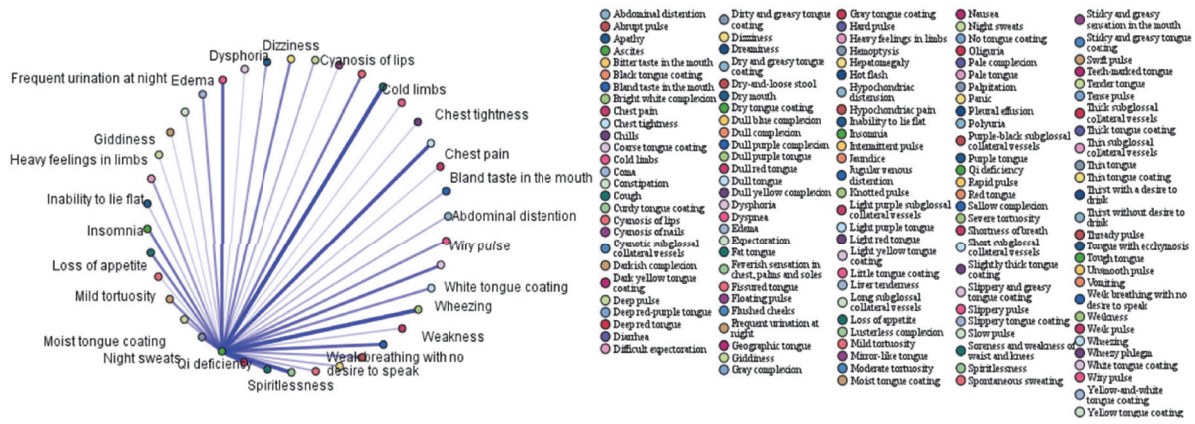 Dizziness
Dysphoria
Cyanosis of lips
Frequent urination at night
Edema
Cold limbs
Chest tightness
Giddiness
Chest pain
Heavy feelings in limbs
Bland taste in the mouth
Inability to lie flat
Abdominal distention
Insomnia
Wiry pulse
Loss of appetite
White tongue coating
Mild tortuosity
Wheezing
Moist tongue coating
Weakness
Night sweats
Qi deficiency
Weak breathing with no
desire to speak
Spiritlessness
Abdominal distention
Abrupt pulse
Apathy
Ascites
Bitter taste in the mouth
Black tongue coating
Bland taste in the mouth
Bright white complexion
Chest pain
Chest tightness
Chills
Coarse tongue coating
Cold limbs
Coma
Constipation
Cough
Curdy tongue coating
Cyanosis of lips
Cyanosis of nails
Cyanotic subglossal
collateral vessels
Darkish complexion
Dark yellow tongue
coating
Deep pulse
Deep red-purple tongue
Deep red tongue
Diarrhea
Difficult expectoration
Dirty and greasy tongue
coating
Dizziness
Dreaminess
Dry and greasy tongue
coating
Dry-and-loose stool
Dry mouth
Dry tongue coating
Dull blue complexion
Dull complexion
Dull purple complexion
Dull purple tongue
Dull red tongue
Dull tongue
Dull yellow complexion
Dysphoria
Dyspnea
Edema
Expectoration
Fat tongue
Feverish sensation in
chest, palms and soles
Fissured tongue
Floating pulse
Flushed cheeks
Frequent urination at
night
Geographic tongue
Giddiness
Gray complexion
Gray tongue coating
Hard pulse
Heavy feelings in limbs
Hemoptysis
Hepatomegaly
Hot flash
Hypochondriac
distension
Hypochondriac pain
Inability to lie flat
Insomnia
Intermittent pulse
Jaundice
Jugular venous
distention
Knotted pulse
Light purple subglossal
collateral vessels
Light purple tongue
Light red tongue
Light yellow tongue
coating
Little tongue coating
Liver tenderness
Long subglossal
collateral vessels
Loss of appetite
Lusterless complexion
Mild tortuosity
Mirror-like tongue
Moderate tortuosity
Moist tongue coating
Nausea
Night sweats
No tongue coating
Oliguria
Pale complexion
Pale tongue
Palpitation
Panic
Pleural effusion
Polyuria
Purple-black subglossal
collateral vessels
Purple tongue
Qi deficiency
Rapid pulse
Red tongue
Sallow complexion
Severe tortuosity
Shortness of breath
Short subglossal
collateral vessels
Slightly thick tongue
coating
Slippery and greasy
tongue coating
Slippery pulse
Slippery tongue coating
Slow pulse
Soreness and weakness of
waist and knees
Spiritlessness
Spontaneous sweating
Sticky and greasy
sensation in the mouth
Sticky and greasy tongue
coating
Swift pulse
Teeth-marked tongue
Tender tongue
Tense pulse
Thick subglossal
collateral vessels
Thick tongue coating
Thin subglossal
collateral vessels
Thin tongue
Thin tongue coating
Thirst with a desire to
drink
Thirst without desire to
drink
Thready pulse
Tongue with ecchymosis
Tough tongue
Unsmooth pulse
Vomiting
Weak breathing with no
desire to speak
Weakness
Weak pulse
Wheezing
Wheezy phlegm
White tongue coating
Wiry pulse
Yellow-and-white
tongue coating
Yellow tongue coating